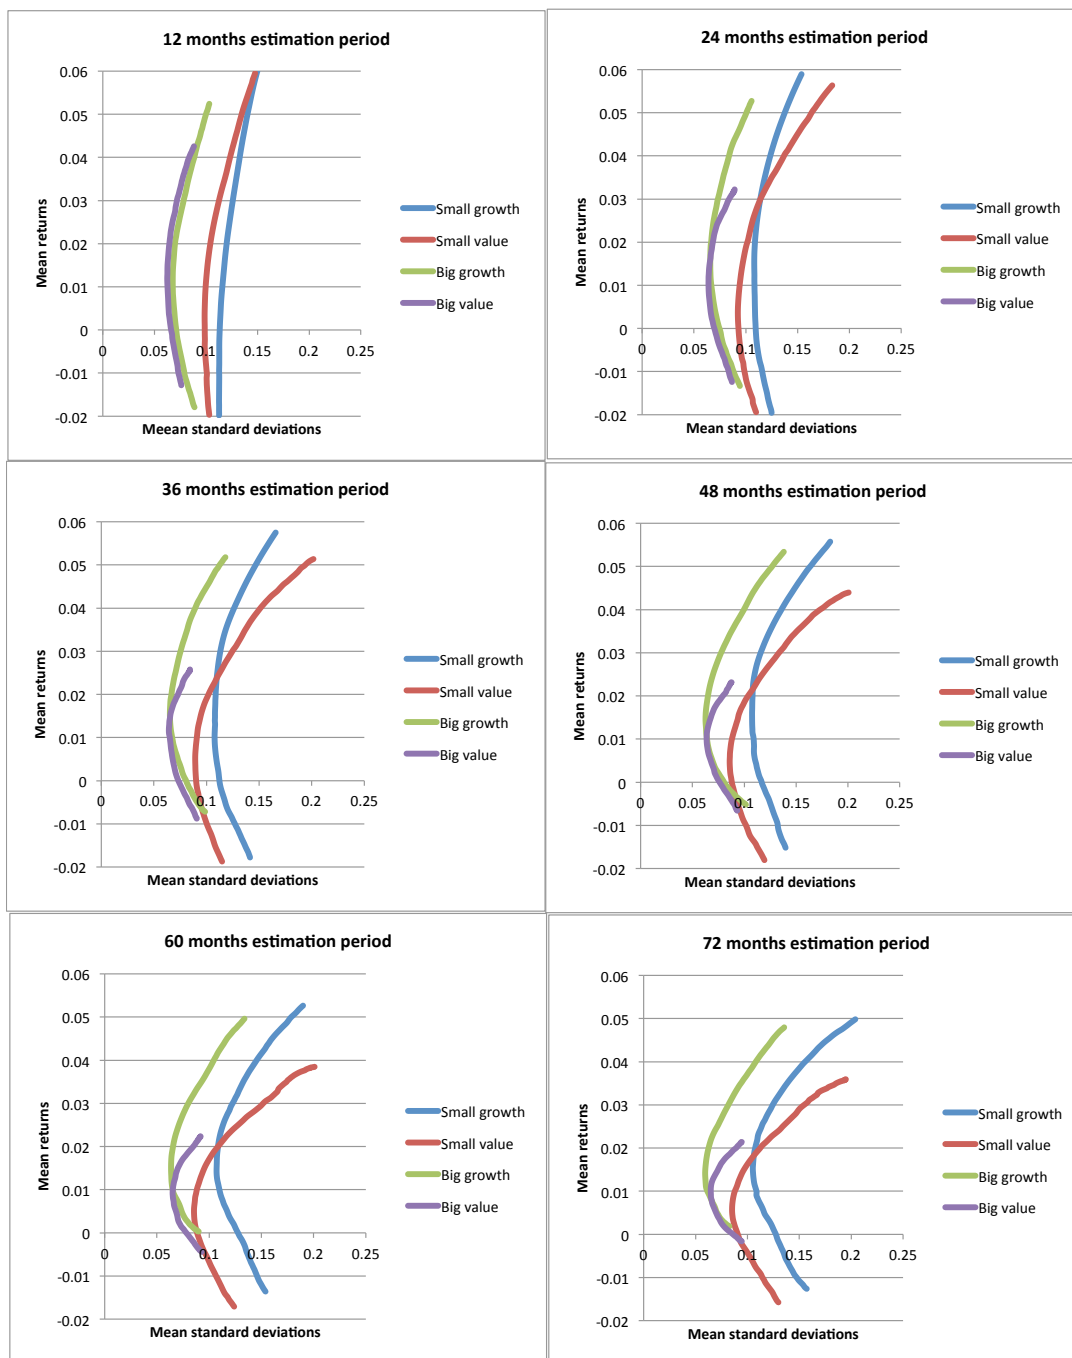 12 months estimation period
0.06
0.05
0.04
0.03
0.02
0.01
0
-0.01
-0.02
0 0.05 0.1 0.15 0.2 0.25
Mean returns
Meean standard deviations
Small growth
Small value
Big growth
Big value
24 months estimation period
0.06
0.05
0.04
0.03
0.02
0.01
0
-0.01
-0.02
0 0.05 0.1 0.15 0.2 0.25
Mean returns
Mean standard deviations
Small growth
Small value
Big growth
Big value
36 months estimation period
0.06
0.05
0.04
0.03
0.02
0.01
0
-0.01
-0.02
0 0.05 0.1 0.15 0.2 0.25
Mean returns
Mean standard deviations
Small growth
Small value
Big growth
Big value
48 months estimation period
0.06
0.05
0.04
0.03
0.02
0.01
0
-0.01
-0.02
0 0.05 0.1 0.15 0.2 0.25
Mean returns
Mean standard deviations
Small growth
Small value
Big growth
Big value
60 months estimation period
0.06
0.05
0.04
0.03
0.02
0.01
0
-0.01
-0.02
0 0.05 0.1 0.15 0.2 0.25
Mean returns
Mean standard deviations
Small growth
Small value
Big growth
Big value
72 months estimation period
0.06
0.05
0.04
0.03
0.02
0.01
0
-0.01
-0.02
0 0.05 0.1 0.15 0.2 0.25
Mean returns
Mean standard deviations
Small growth
Small value
Big growth
Big value